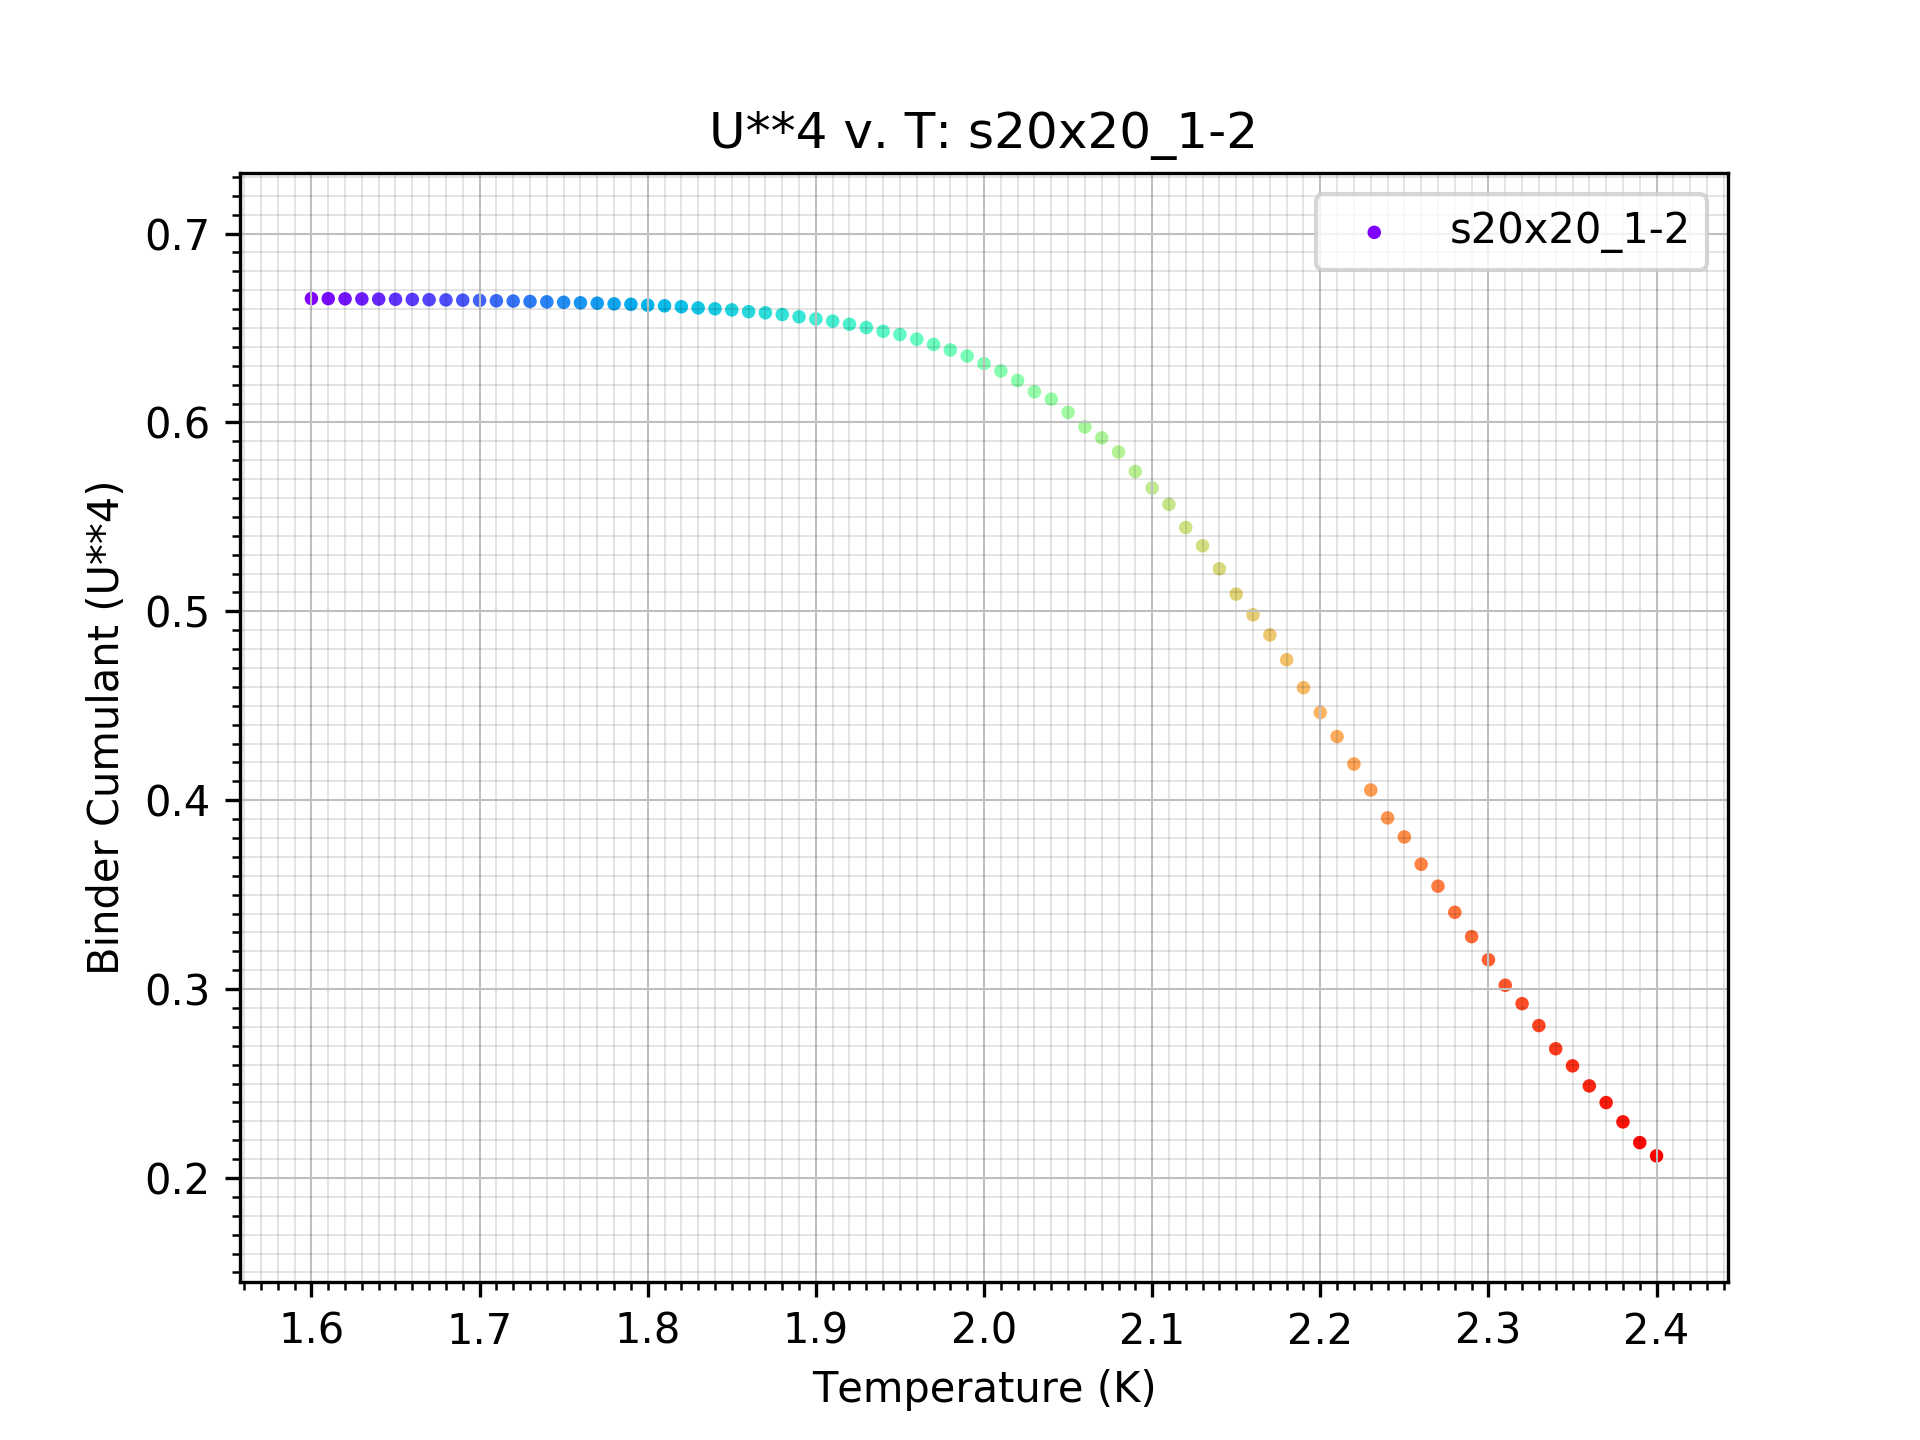 U**4 v. T: s20x20_1-2
s20x20_1-2
Binder Cumulant (U**4)
0.7
0.6
0.5
0.4
0.3
0.2
1.6 1.7 1.8 1.9 2.0 2.1 2.2 2.3 2.4
Temperature (K)